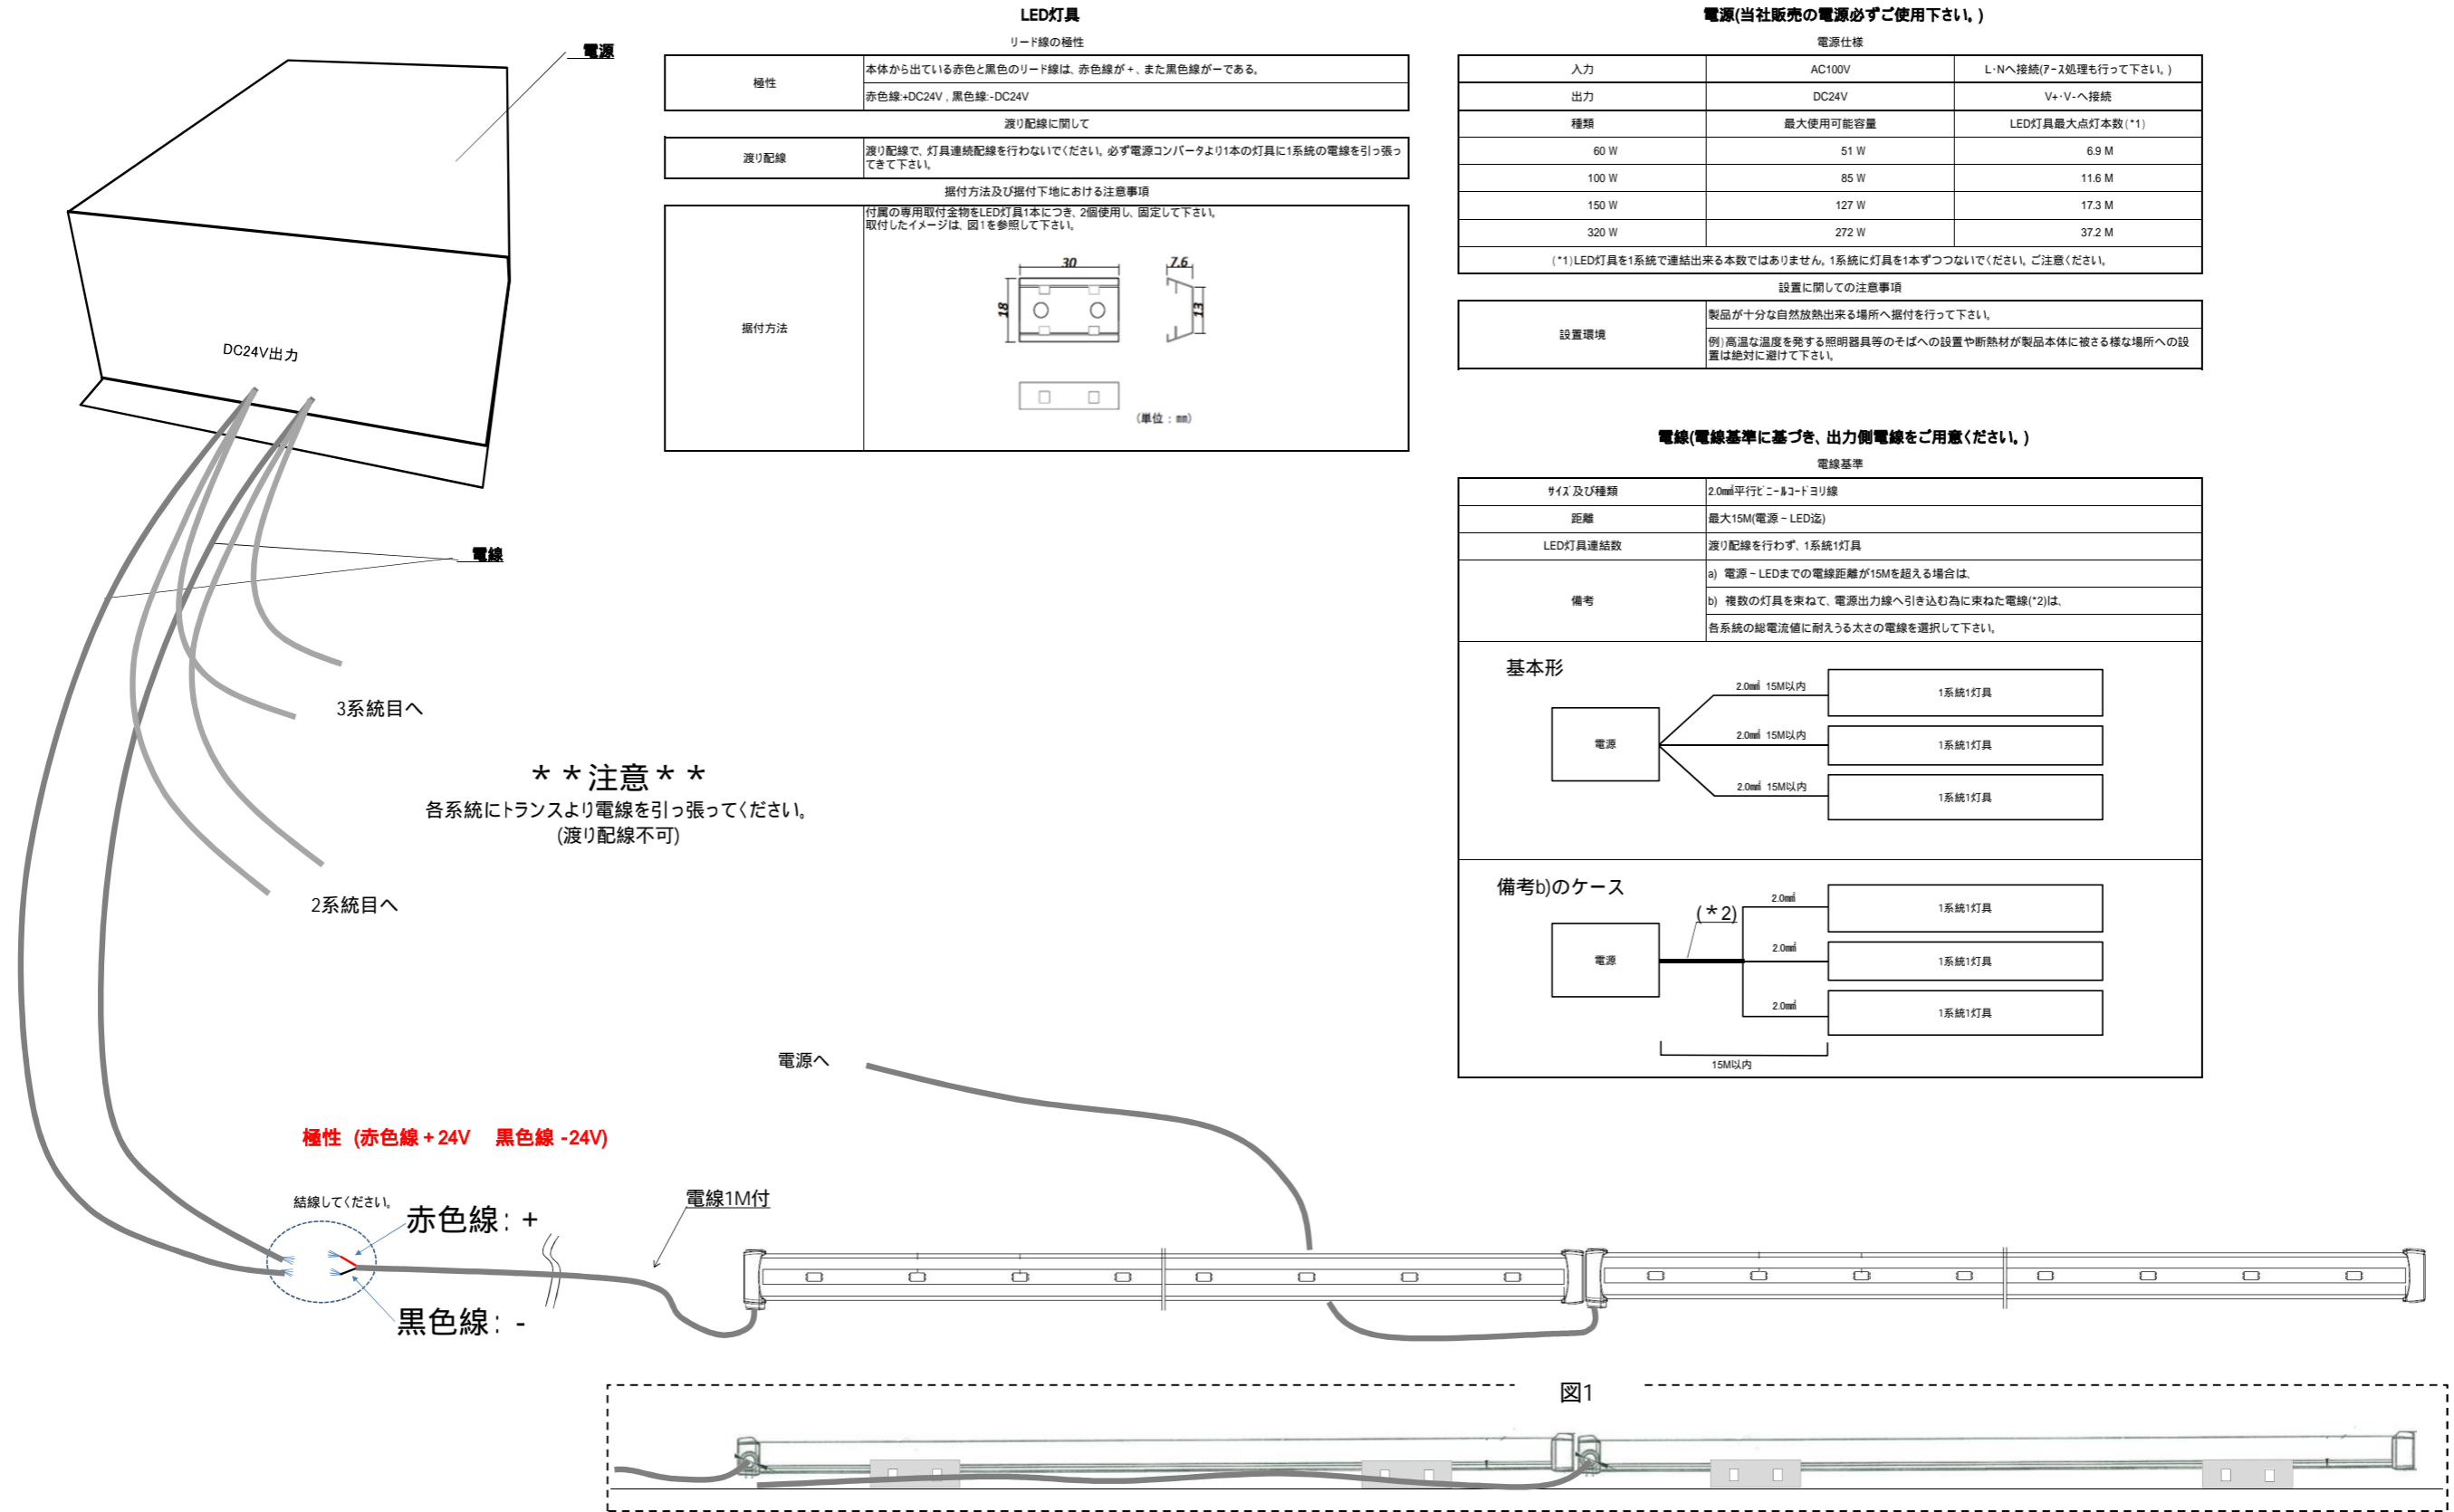 電源
DC24V出力
電線
3系統目へ
**注意**
各系統にトランスより電線を引っ張ってください。
(渡り配線不可)
2系統目へ
LED灯具
リード線の極性
極性
本体から出ている赤色と黒色のリード線は、赤色線が+、また黒色線がーである。
赤色線:+DC24V , 黒色線:-DC24V
渡り配線に関して
渡り配線
渡り配線で、灯具連続配線を行わないでください。必ず電源コンバータより1本の灯具に1系統の電線を引っ張っ
てきて下さい。
据付方法及び据付下地における注意事項
据付方法
付属の専用取付金物をLED灯具1本につき、2個使用し、固定して下さい。
取付したイメージは、図1を参照して下さい。
30
7.6
18
13
(単位:㎜)
電源(当社販売の電源必ずご使用下さい。)
電源仕様
入力 AC100V L・Nへ接続(アース処理も行って下さい。)
出力 DC24V V+・V-へ接続
種類 最大使用可能容量 LED灯具最大点灯本数(*1)
60 W 51 W 6.9 M
100 W 85 W 11.6 M
150 W 127 W 17.3 M
320 W 272 W 37.2 M
(*1)LED灯具を1系統で連結出来る本数ではありません。1系統に灯具を1本ずつつないでください。ご注意ください。
設置に関しての注意事項
設置環境
製品が十分な自然放熱出来る場所へ据付を行って下さい。
例)高温な温度を発する照明器具等のそばへの設置や断熱材が製品本体に被さる様な場所への設
置は絶対に避けて下さい。
電線(電線基準に基づき、出力側電線をご用意ください。)
電線基準
サイズ及び種類 2.0㎟平行ビニールコードヨリ線
距離 最大15M(電源~LED迄)
LED灯具連結数 渡り配線を行わず、1系統1灯具
備考
a) 電源~LEDまでの電線距離が15Mを超える場合は、
b) 複数の灯具を束ねて、電源出力線へ引き込む為に束ねた電線(*2)は、
各系統の総電流値に耐えうる太さの電線を選択して下さい。
基本形
電源
2.0㎟ 15M以内 1系統1灯具
2.0㎟ 15M以内 1系統1灯具
2.0㎟ 15M以内 1系統1灯具
備考b)のケース
電源
(*2)
2.0㎟ 1系統1灯具
2.0㎟ 1系統1灯具
2.0㎟ 1系統1灯具
15M以内
電源へ
極性 (赤色線+24V 黒色線 -24V)
結線してください。
赤色線: +
黒色線: -
電線1M付
図1